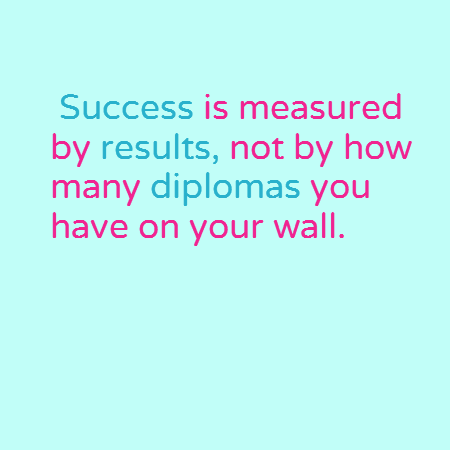 Success is measured
by results, not by how
many diplomas you
have on your wall.